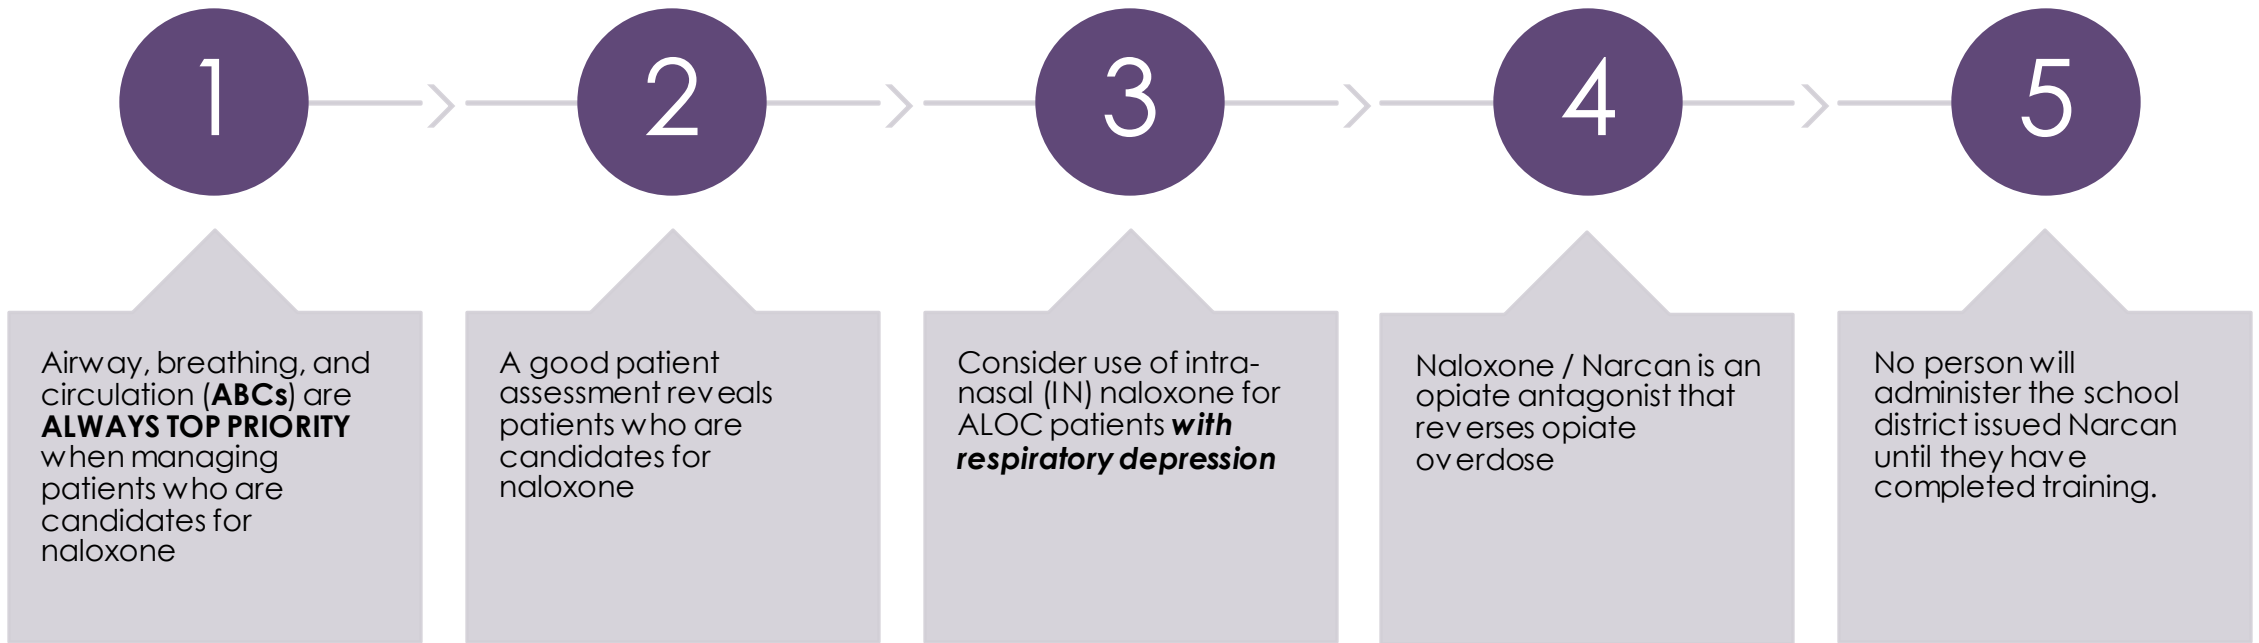 1
2
3
4
5
Airway, breathing, and
circulation (ABCs) are
ALWAYS TOP PRIORITY
when managing
patients who are
candidates for
naloxone
A good patient
assessment reveals
patients who are
candidates for
naloxone
Consider use of intra-
nasal (IN) naloxone for
ALOC patients with
respiratory depression
Naloxone / Narcan is an
opiate antagonist that
reverses opiate
overdose
No person will
administer the school
district issued Narcan
until they have
completed training.